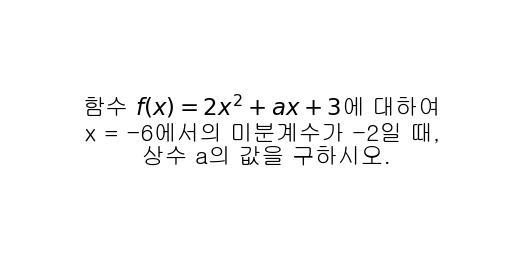 함수 f(x) = 2x² + ax + 3에 대하여
x = −6에서의 미분계수가 −2일 때,
상수 a의 값을 구하시오.